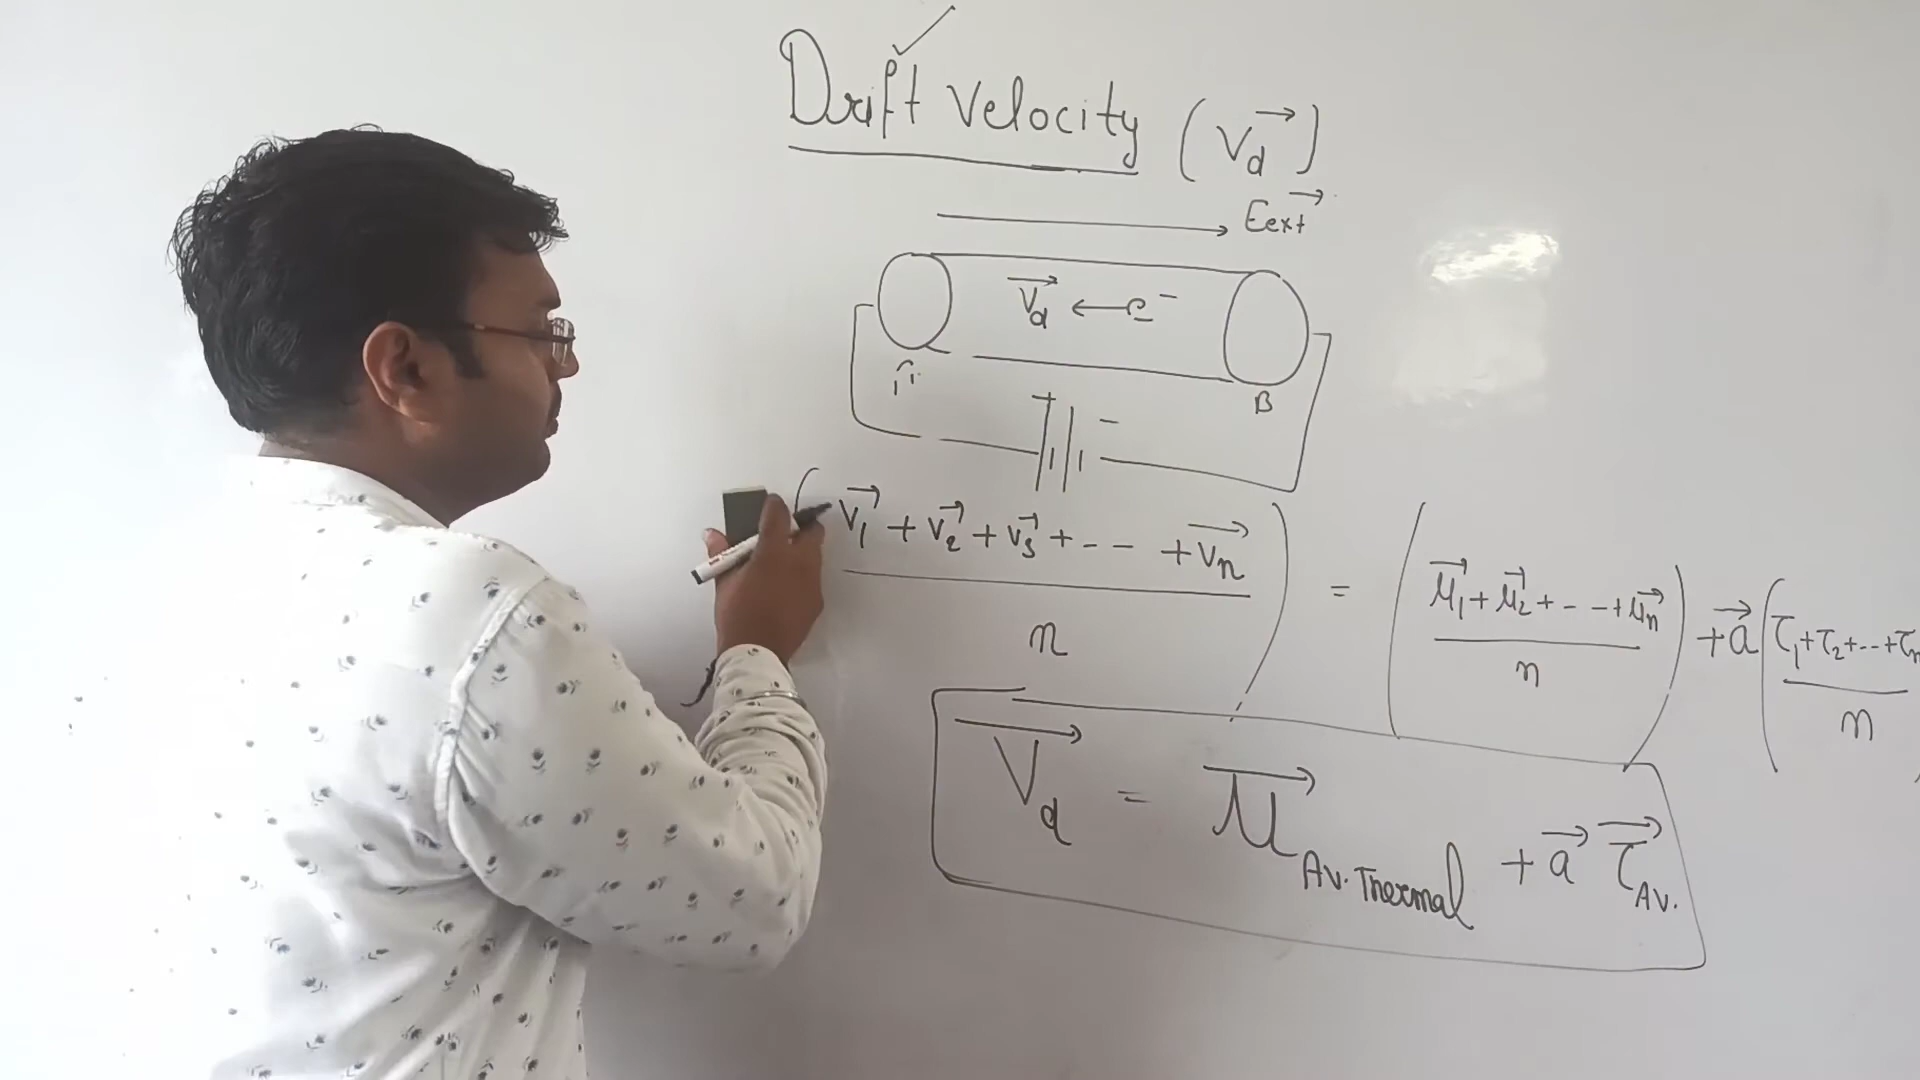 Drift Velocity (V⃗d)
E⃗ext
V⃗d ← e⁻
B
+ −
(V⃗₁ + V⃗₂ + V⃗₃ + - - + V⃗n / n) = (μ⃗₁ + μ⃗₂ + - - + μ⃗n / n) + a⃗ (τ₁ + τ₂ + -- + τn / n)
V⃗d = μ⃗ Av. Thermal + a⃗ τ⃗ Av.